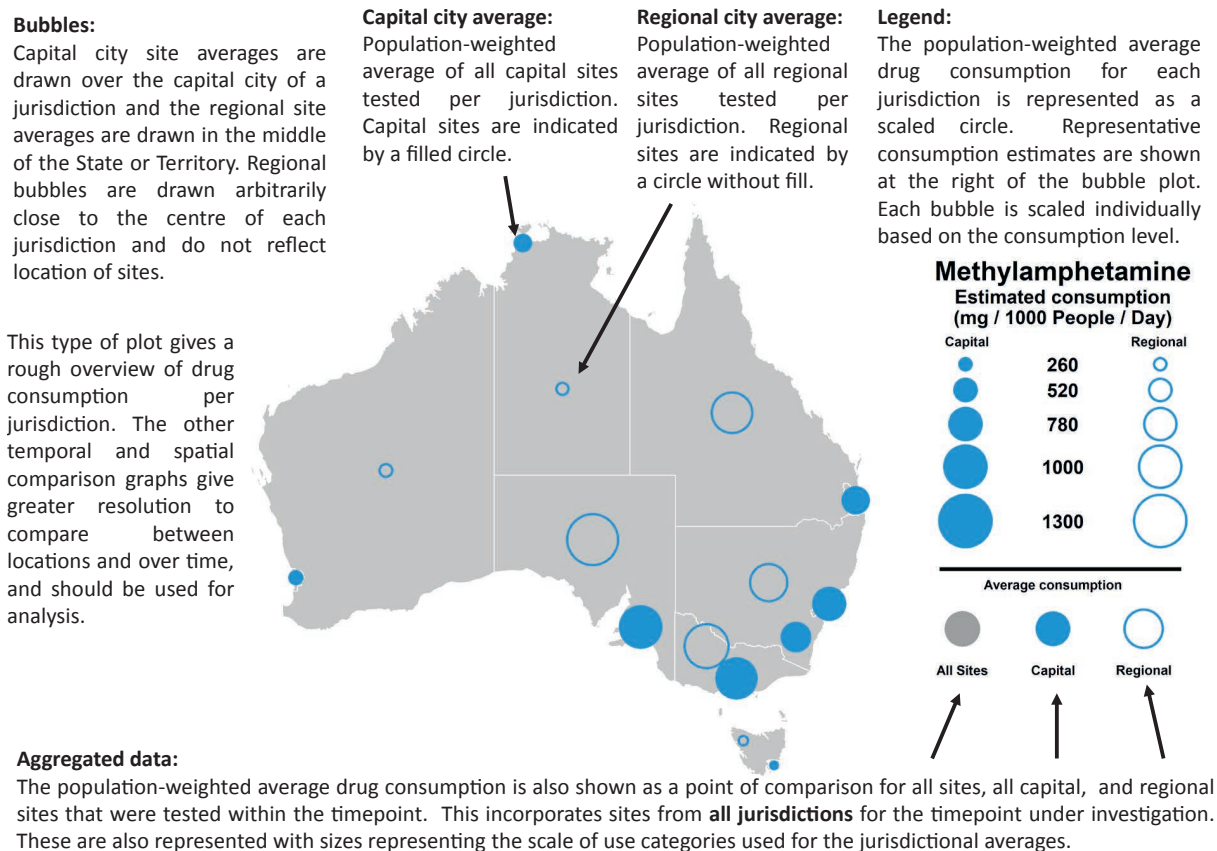 Bubbles:
Capital city site averages are
drawn over the capital city of a
jurisdiction and the regional site
averages are drawn in the middle
of the State or Territory. Regional
bubbles are drawn arbitrarily
close to the centre of each
jurisdiction and do not reflect
location of sites.
This type of plot gives a
rough overview of drug
consumption per
jurisdiction. The other
temporal and spatial
comparison graphs give
greater resolution to
compare between
locations and over time,
and should be used for
analysis.
Capital city average:
Population-weighted
average of all capital sites
tested per jurisdiction.
Capital sites are indicated
by a filled circle.
Regional city average:
Population-weighted
average of all regional
sites tested per
jurisdiction. Regional
sites are indicated by
a circle without fill.
Legend:
The population-weighted average
drug consumption for each
jurisdiction is represented as a
scaled circle. Representative
consumption estimates are shown
at the right of the bubble plot.
Each bubble is scaled individually
based on the consumption level.
Methylamphetamine
Estimated consumption
(mg / 1000 People / Day)
Capital Regional
260
520
780
1000
1300
Average consumption
All Sites Capital Regional
Aggregated data:
The population-weighted average drug consumption is also shown as a point of comparison for all sites, all capital, and regional
sites that were tested within the timepoint. This incorporates sites from all jurisdictions for the timepoint under investigation.
These are also represented with sizes representing the scale of use categories used for the jurisdictional averages.